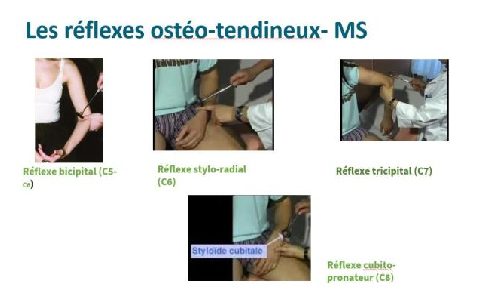 Les réflexes ostéo-tendineux- MS
Réflexe bicipital (C5-
C6)
Réflexe stylo-radial
(C6)
Réflexe tricipital (C7)
Styloïde cubitale
Réflexe cubito-
pronateur (C8)